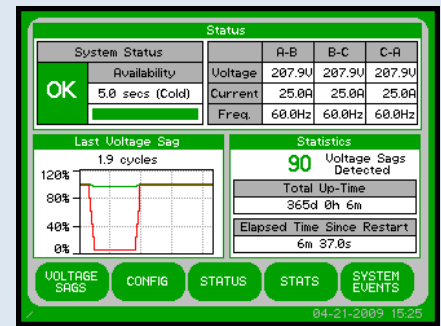 Status
System Status
OK
Availability
5.0 secs (Cold)
A-B B-C C-A
Voltage 207.9V 207.9V 207.9V
Current 25.0A 25.0A 25.0A
Freq. 60.0Hz 60.0Hz 60.0Hz
Last Voltage Sag
1.9 cycles
120%
80%
40%
0%
Statistics
90 Voltage Sags
Detected
Total Up-Time
365d 0h 6m
Elapsed Time Since Restart
6m 37.0s
VOLTAGE
SAGS
CONFIG
STATUS
STATS
SYSTEM
EVENTS
04-21-2009 15:25